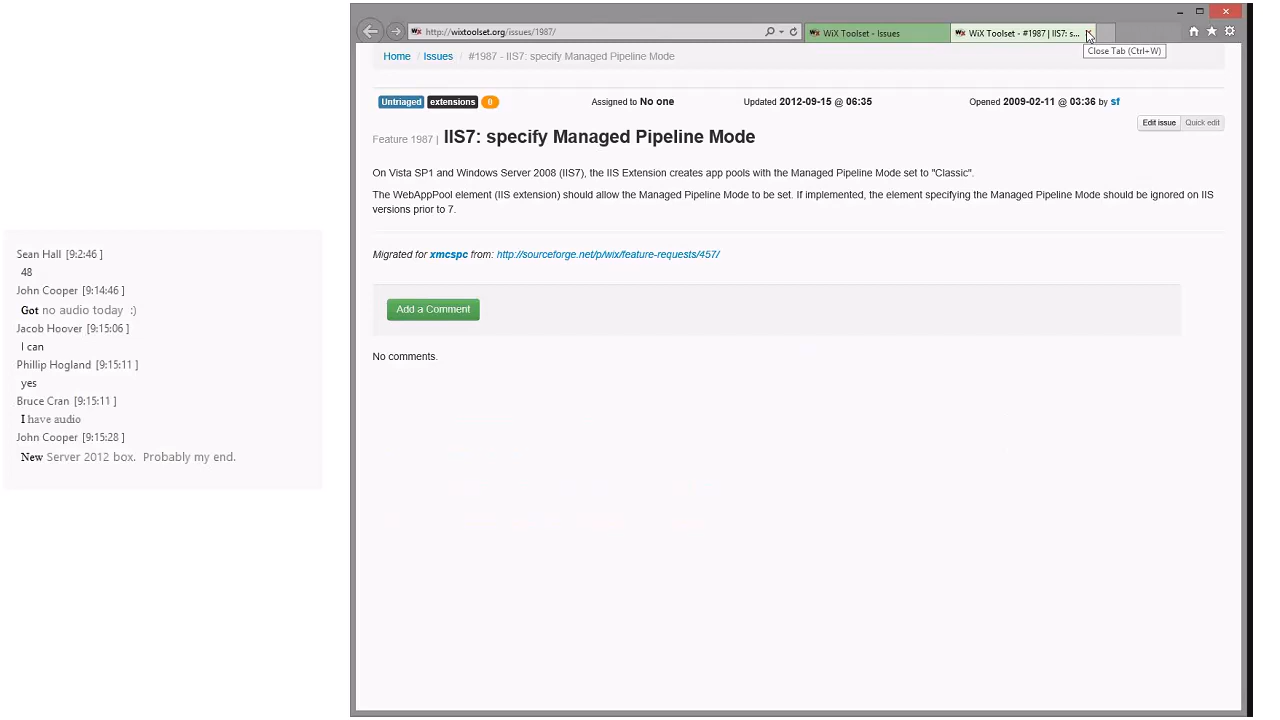 http://wixtoolset.org/issues/1987/
WiX Toolset - Issues
WiX Toolset - #1987 | IIS7: s...
Close Tab (Ctrl+W)
Home / Issues / #1987 - IIS7: specify Managed Pipeline Mode
Untriaged extensions 0
Assigned to No one
Updated 2012-09-15 @ 06:35
Opened 2009-02-11 @ 03:36 by sf
Edit issue Quick edit
Feature 1987 | IIS7: specify Managed Pipeline Mode
On Vista SP1 and Windows Server 2008 (IIS7), the IIS Extension creates app pools with the Managed Pipeline Mode set to "Classic".
The WebAppPool element (IIS extension) should allow the Managed Pipeline Mode to be set. If implemented, the element specifying the Managed Pipeline Mode should be ignored on IIS
versions prior to 7.
Migrated for xmcspc from: http://sourceforge.net/p/wix/feature-requests/457/
Add a Comment
No comments.
Sean Hall [9:2:46 ]
48
John Cooper [9:14:46 ]
Got no audio today :)
Jacob Hoover [9:15:06 ]
I can
Phillip Hogland [9:15:11 ]
yes
Bruce Cran [9:15:11 ]
I have audio
John Cooper [9:15:28 ]
New Server 2012 box. Probably my end.